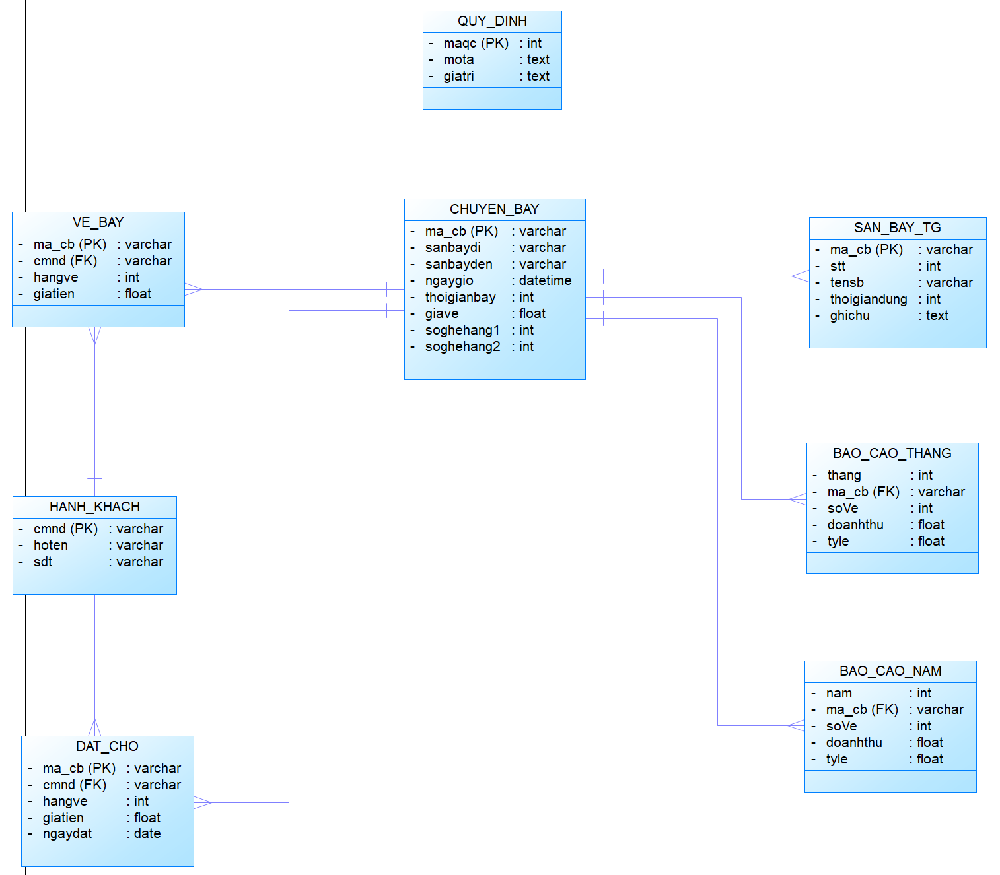 QUY_DINH
- maqc (PK) : int
- mota : text
- giatri : text
CHUYEN_BAY
- ma_cb (PK) : varchar
- sanbaydi : varchar
- sanbayden : varchar
- ngaygio : datetime
- thoigianbay : int
- giave : float
- soghehang1 : int
- soghehang2 : int
VE_BAY
- ma_cb (PK) : varchar
- cmnd (FK) : varchar
- hangve : int
- giatien : float
SAN_BAY_TG
- ma_cb (PK) : varchar
- stt : int
- tensb : varchar
- thoigiandung : int
- ghichu : text
BAO_CAO_THANG
- thang : int
- ma_cb (FK) : varchar
- soVe : int
- doanhthu : float
- tyle : float
HANH_KHACH
- cmnd (PK) : varchar
- hoten : varchar
- sdt : varchar
BAO_CAO_NAM
- nam : int
- ma_cb (FK) : varchar
- soVe : int
- doanhthu : float
- tyle : float
DAT_CHO
- ma_cb (PK) : varchar
- cmnd (FK) : varchar
- hangve : int
- giatien : float
- ngaydat : date